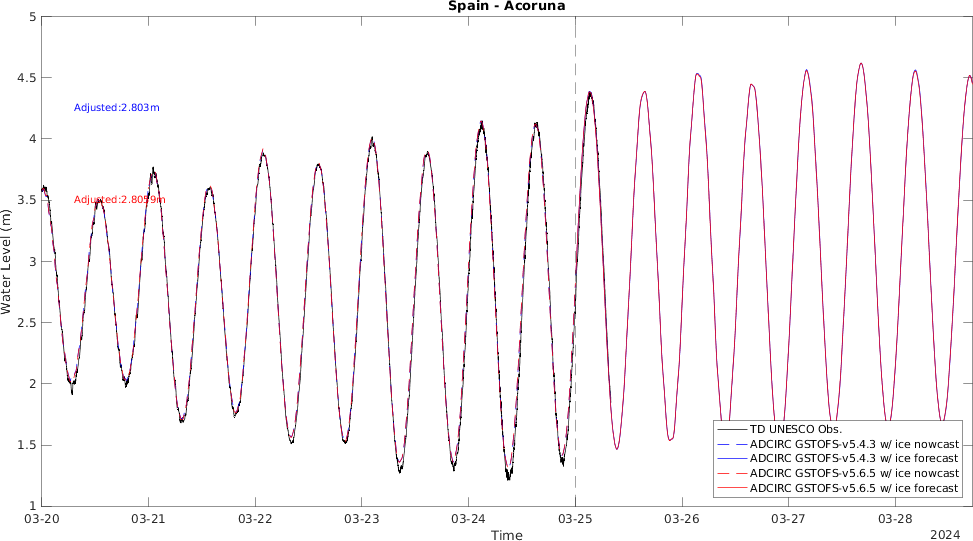 Spain - Acoruna
5
4.5
4
3.5
3
2.5
2
1.5
1
Water Level (m)
Adjusted:2.803m
Adjusted:2.8059m
TD UNESCO Obs.
ADCIRC GSTOFS-v5.4.3 w/ ice nowcast
ADCIRC GSTOFS-v5.4.3 w/ ice forecast
ADCIRC GSTOFS-v5.6.5 w/ ice nowcast
ADCIRC GSTOFS-v5.6.5 w/ ice forecast
03-20 03-21 03-22 03-23 03-24 03-25 03-26 03-27 03-28
Time
2024